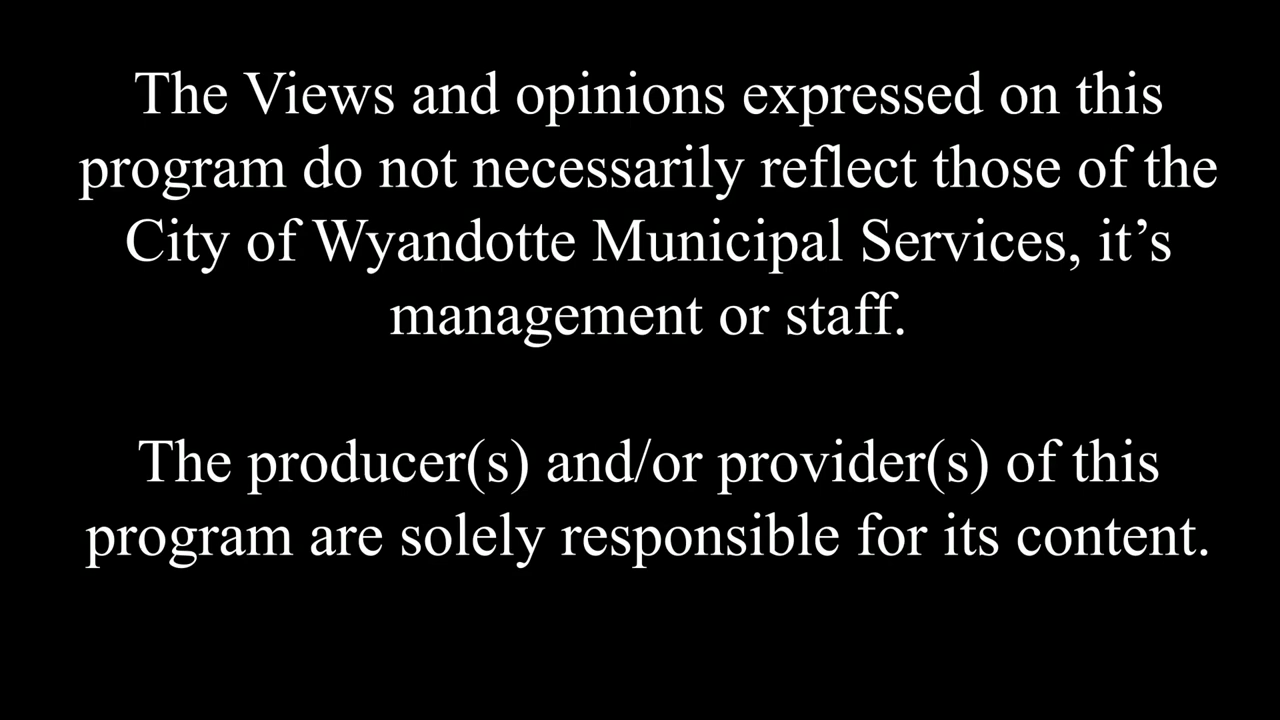 The Views and opinions expressed on this
program do not necessarily reflect those of the
City of Wyandotte Municipal Services, it’s
management or staff.
The producer(s) and/or provider(s) of this
program are solely responsible for its content.